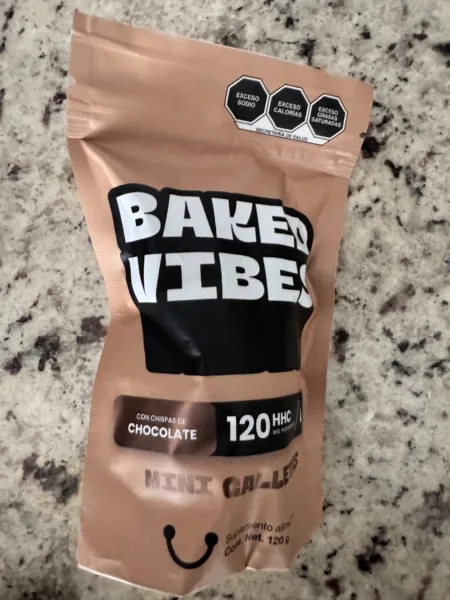 EXCESO
SODIO
EXCESO
CALORÍAS
EXCESO
GRASAS
SATURADAS
SECRETARÍA DE SALUD
BAKED
VIBES
CON CHISPAS DE
CHOCOLATE
120 HHC
MINI GALLETAS
Suplemento
Cont. Net. 120 g